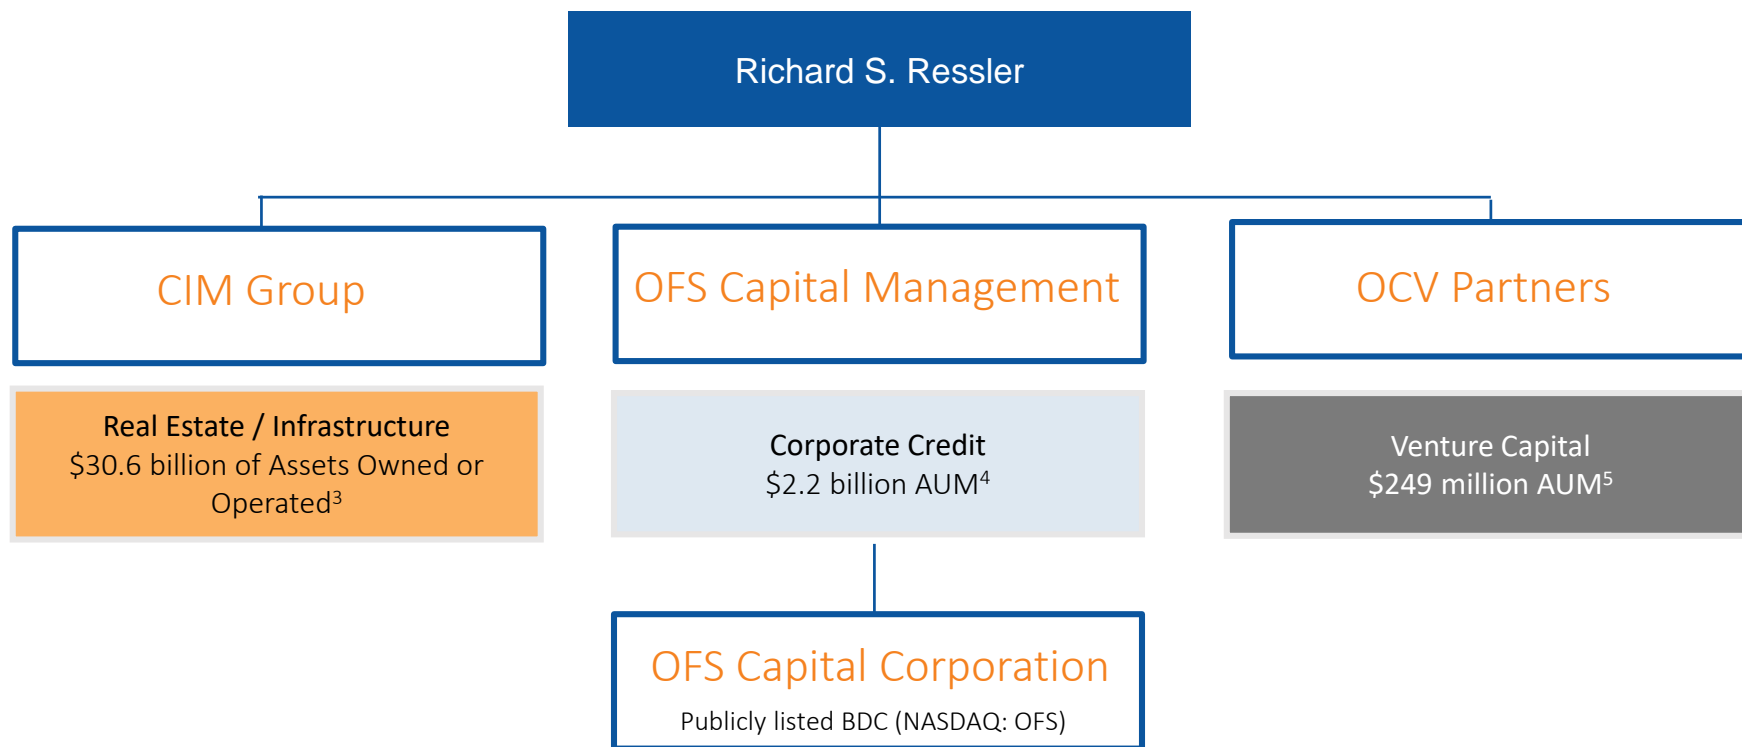 Richard S. Ressler
CIM Group
OFS Capital Management
OCV Partners
Real Estate / Infrastructure
$30.6 billion of Assets Owned or
Operated³
Corporate Credit
$2.2 billion AUM⁴
Venture Capital
$249 million AUM⁵
OFS Capital Corporation
Publicly listed BDC (NASDAQ: OFS)